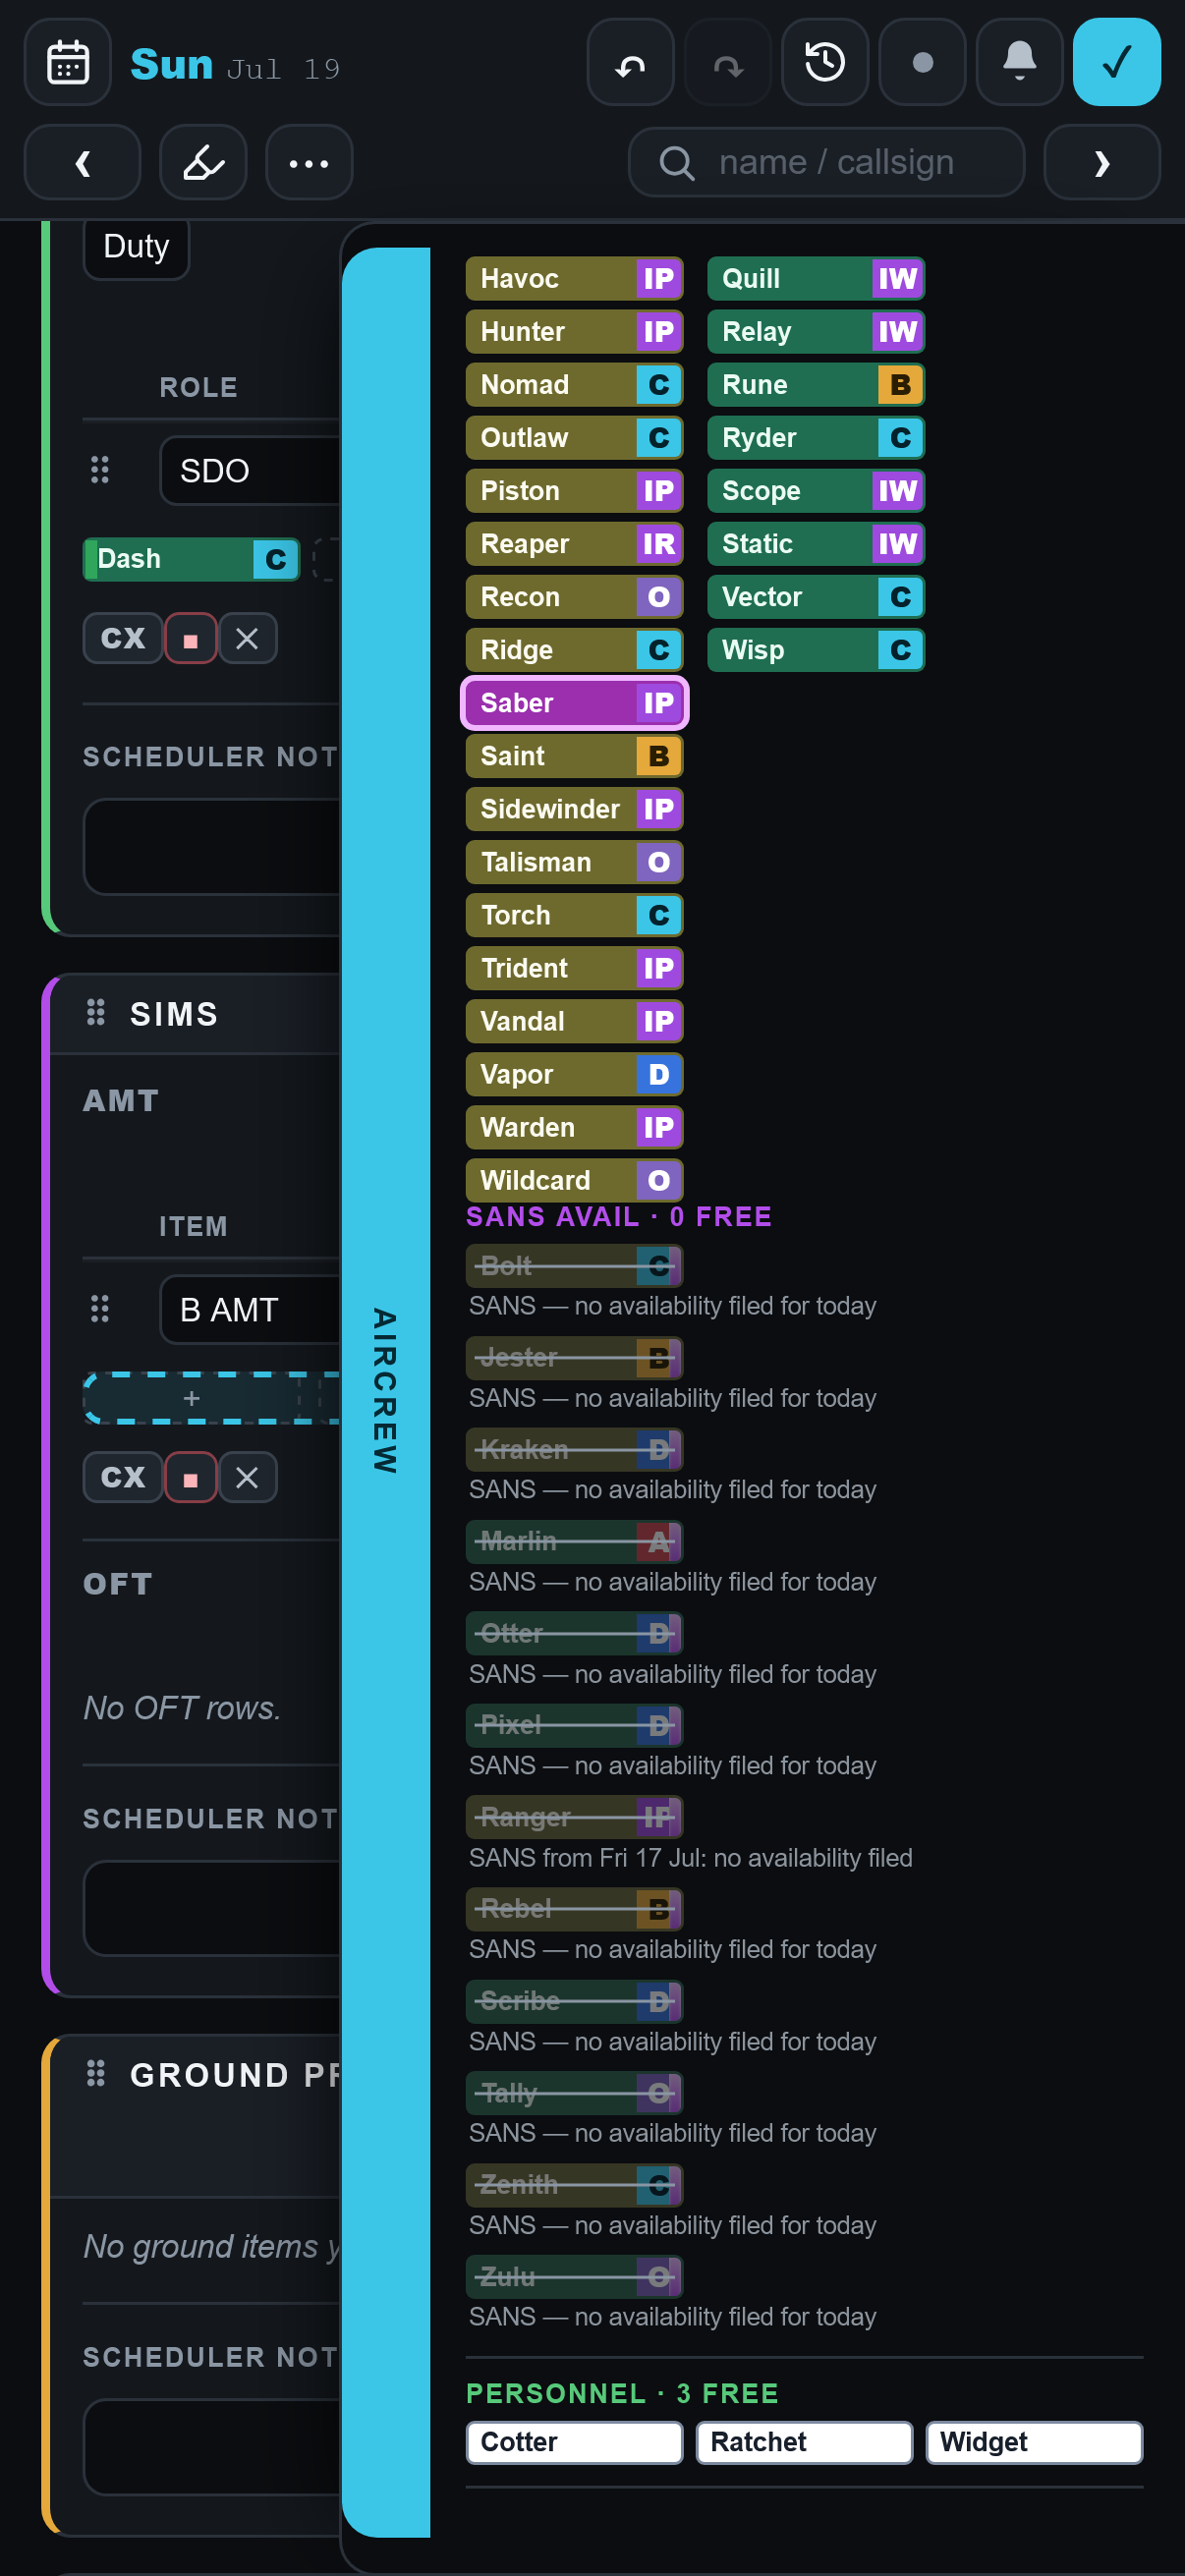 Sun Jul 19
name / callsign
Duty
ROLE
SDO
Dash C
CX
SCHEDULER NOT
SIMS
AMT
ITEM
B AMT
+
CX
OFT
No OFT rows.
SCHEDULER NOT
GROUND PR
No ground items y
SCHEDULER NOT
AIRCREW
Havoc IP
Hunter IP
Nomad C
Outlaw C
Piston IP
Reaper IR
Recon O
Ridge C
Saber IP
Saint B
Sidewinder IP
Talisman O
Torch C
Trident IP
Vandal IP
Vapor D
Warden IP
Wildcard O
Quill IW
Relay IW
Rune B
Ryder C
Scope IW
Static IW
Vector C
Wisp C
SANS AVAIL · 0 FREE
Bolt C
SANS — no availability filed for today
Jester B
SANS — no availability filed for today
Kraken D
SANS — no availability filed for today
Marlin A
SANS — no availability filed for today
Otter D
SANS — no availability filed for today
Pixel D
SANS — no availability filed for today
Ranger IP
SANS from Fri 17 Jul: no availability filed
Rebel B
SANS — no availability filed for today
Scribe D
SANS — no availability filed for today
Tally O
SANS — no availability filed for today
Zenith C
SANS — no availability filed for today
Zulu O
SANS — no availability filed for today
PERSONNEL · 3 FREE
Cotter
Ratchet
Widget